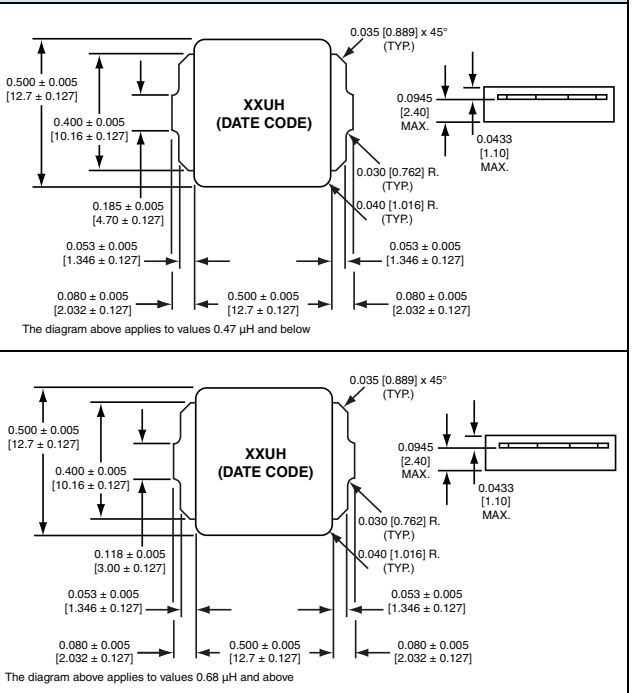 0.035 [0.889] x 45°
(TYP.)
0.500 ± 0.005
[12.7 ± 0.127]
0.400 ± 0.005
[10.16 ± 0.127]
XXUH
(DATE CODE)
0.0945
[2.40]
MAX.
0.0433
[1.10]
MAX.
0.030 [0.762] R.
(TYP.)
0.040 [1.016] R.
(TYP.)
0.185 ± 0.005
[4.70 ± 0.127]
0.053 ± 0.005
[1.346 ± 0.127]
0.053 ± 0.005
[1.346 ± 0.127]
0.080 ± 0.005
[2.032 ± 0.127]
0.500 ± 0.005
[12.7 ± 0.127]
0.080 ± 0.005
[2.032 ± 0.127]
The diagram above applies to values 0.47 µH and below
0.035 [0.889] x 45°
(TYP.)
0.500 ± 0.005
[12.7 ± 0.127]
0.400 ± 0.005
[10.16 ± 0.127]
XXUH
(DATE CODE)
0.0945
[2.40]
MAX.
0.0433
[1.10]
MAX.
0.030 [0.762] R.
(TYP.)
0.040 [1.016] R.
(TYP.)
0.118 ± 0.005
[3.00 ± 0.127]
0.053 ± 0.005
[1.346 ± 0.127]
0.053 ± 0.005
[1.346 ± 0.127]
0.080 ± 0.005
[2.032 ± 0.127]
0.500 ± 0.005
[12.7 ± 0.127]
0.080 ± 0.005
[2.032 ± 0.127]
The diagram above applies to values 0.68 µH and above